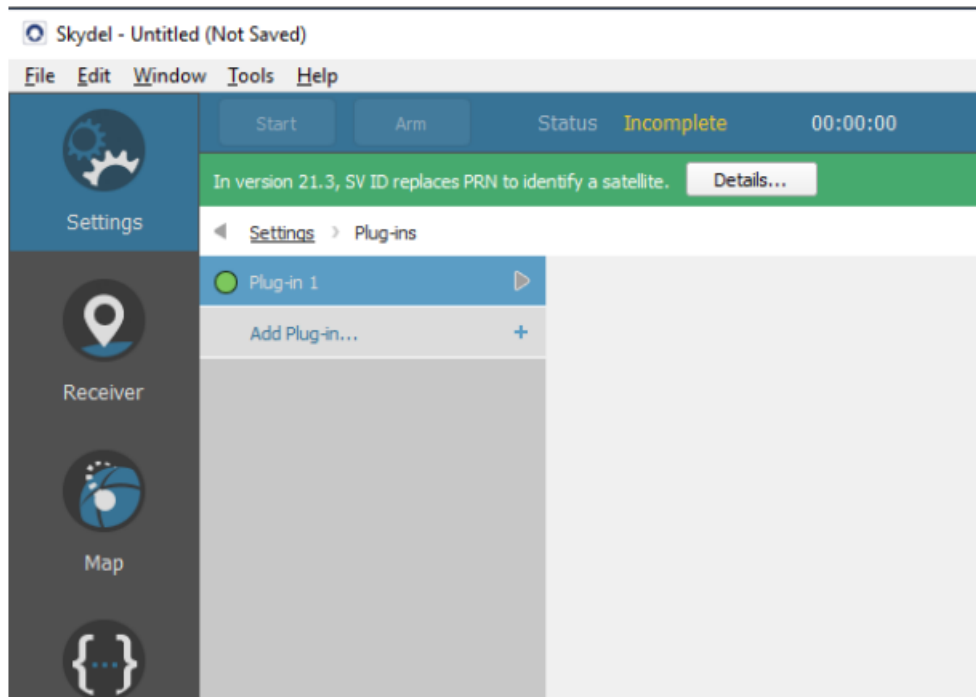 Skydel - Untitled (Not Saved)
File Edit Window Tools Help
Start Arm Status Incomplete 00:00:00
In version 21.3, SV ID replaces PRN to identify a satellite. Details...
Settings
Settings Plug-ins
Plug-in 1
Add Plug-in... +
Receiver
Map
{...}